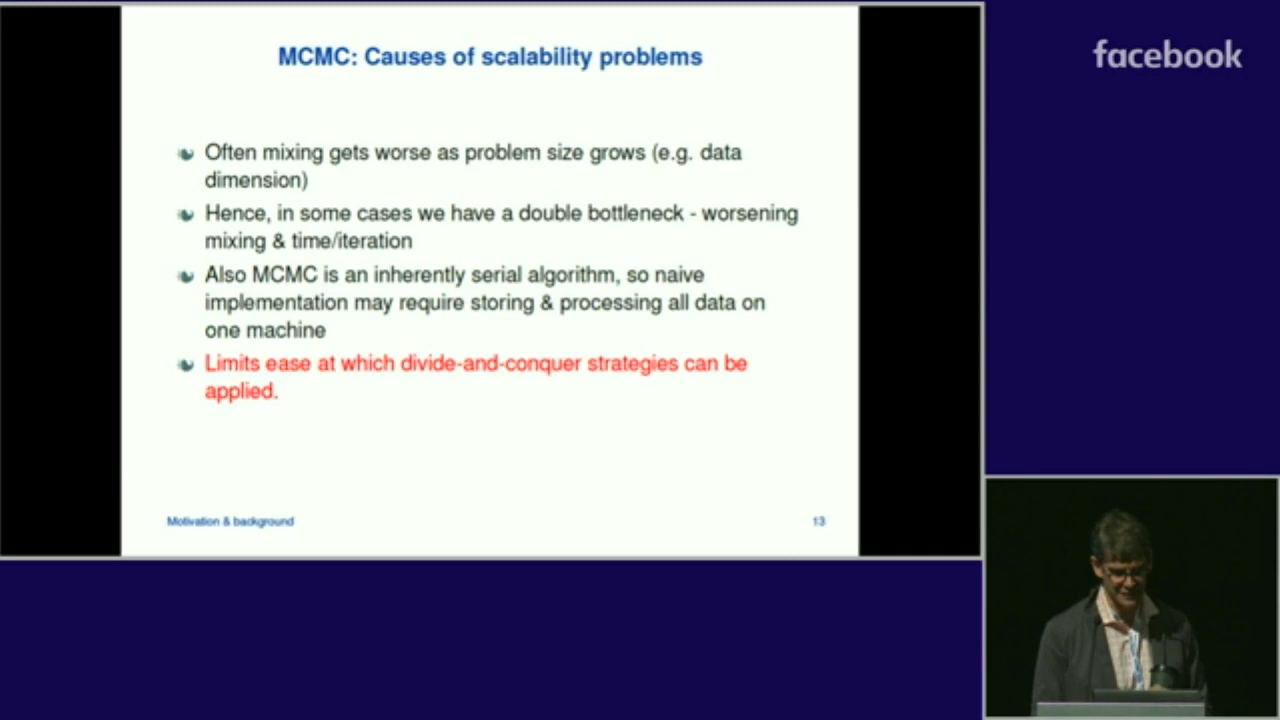 MCMC: Causes of scalability problems
Often mixing gets worse as problem size grows (e.g. data
dimension)
Hence, in some cases we have a double bottleneck - worsening
mixing & time/iteration
Also MCMC is an inherently serial algorithm, so naive
implementation may require storing & processing all data on
one machine
Limits ease at which divide-and-conquer strategies can be
applied.
Motivation & background
13
facebook